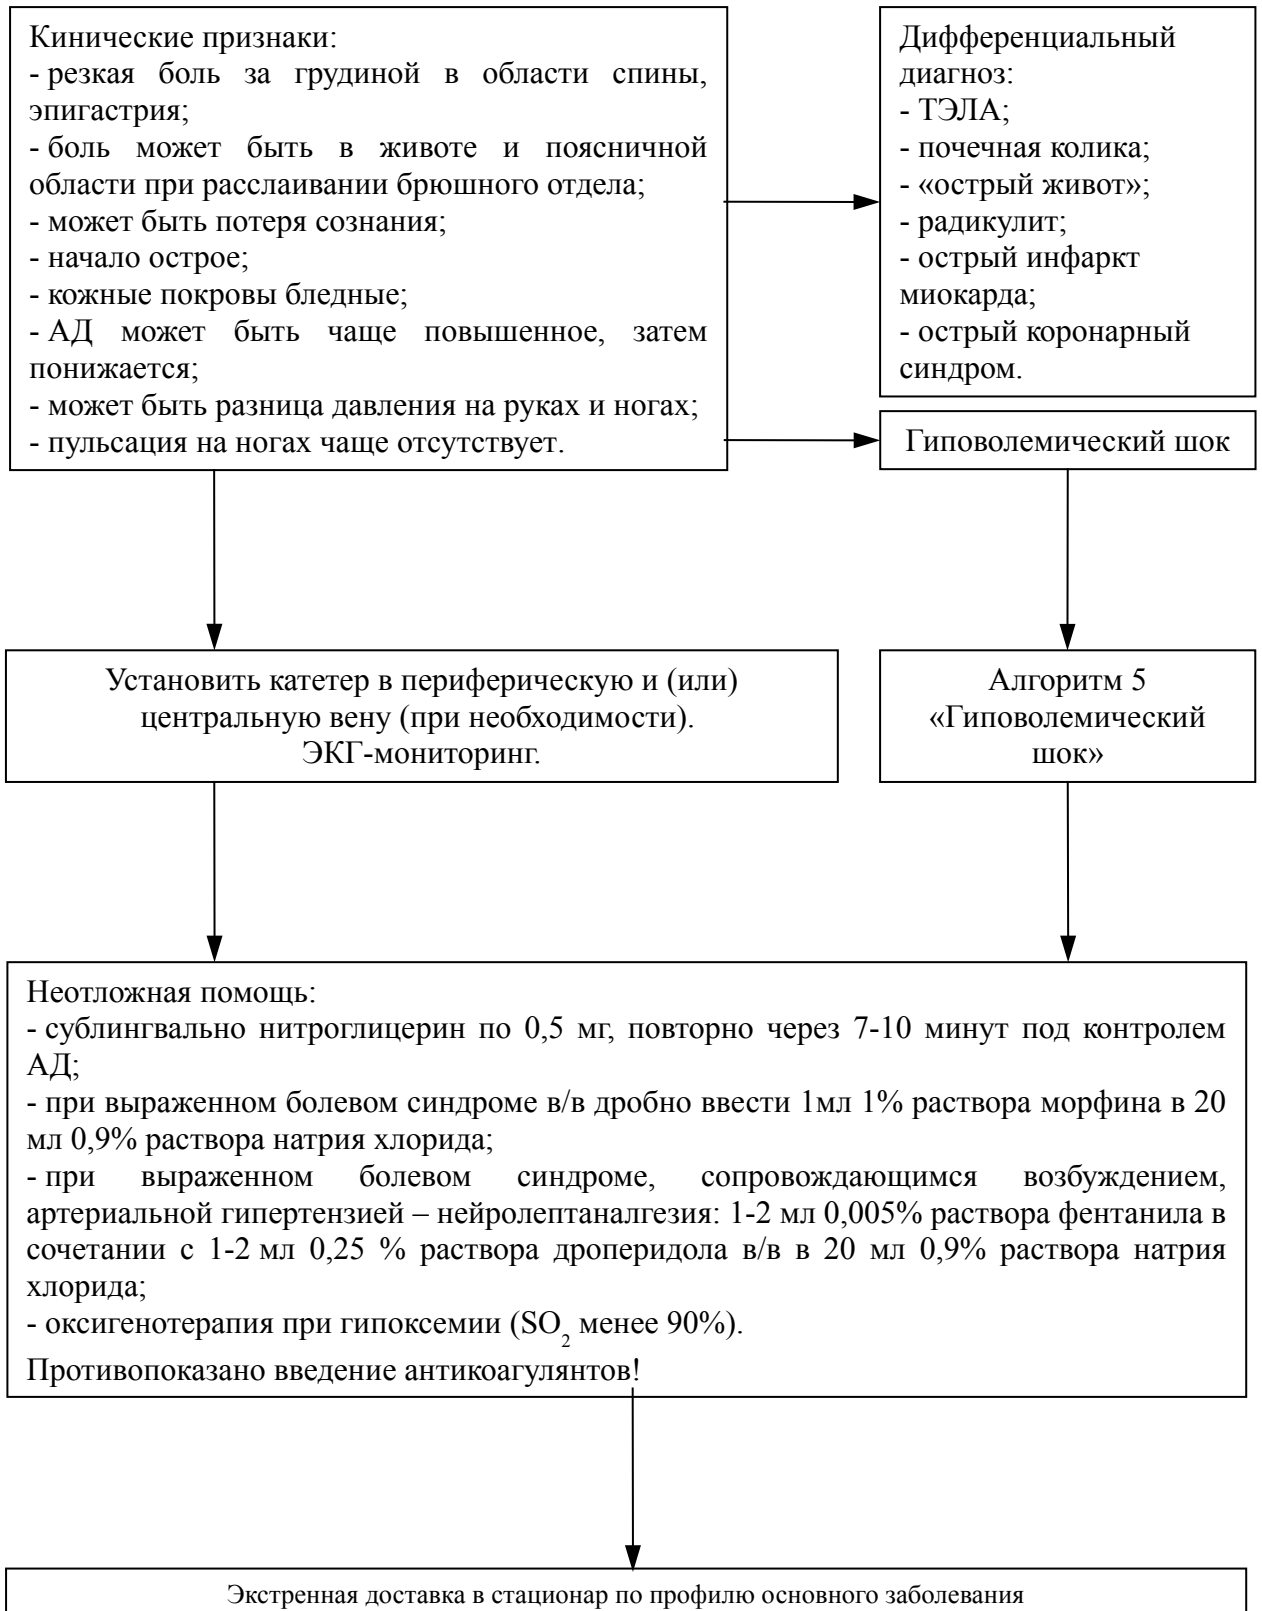 Кинические признаки:
- резкая боль за грудиной в области спины,
эпигастрия;
- боль может быть в животе и поясничной
области при расслаивании брюшного отдела;
- может быть потеря сознания;
- начало острое;
- кожные покровы бледные;
- АД может быть чаще повышенное, затем
понижается;
- может быть разница давления на руках и ногах;
- пульсация на ногах чаще отсутствует.
Дифференциальный
диагноз:
- ТЭЛА;
- почечная колика;
- «острый живот»;
- радикулит;
- острый инфаркт
миокарда;
- острый коронарный
синдром.
Гиповолемический шок
Установить катетер в периферическую и (или)
центральную вену (при необходимости).
ЭКГ-мониторинг.
Алгоритм 5
«Гиповолемический
шок»
Неотложная помощь:
- сублингвально нитроглицерин по 0,5 мг, повторно через 7-10 минут под контролем
АД;
- при выраженном болевом синдроме в/в дробно ввести 1мл 1% раствора морфина в 20
мл 0,9% раствора натрия хлорида;
- при выраженном болевом синдроме, сопровождающимся возбуждением,
артериальной гипертензией – нейролептаналгезия: 1-2 мл 0,005% раствора фентанила в
сочетании с 1-2 мл 0,25 % раствора дроперидола в/в в 20 мл 0,9% раствора натрия
хлорида;
- оксигенотерапия при гипоксемии (SO₂ менее 90%).
Противопоказано введение антикоагулянтов!
Экстренная доставка в стационар по профилю основного заболевания